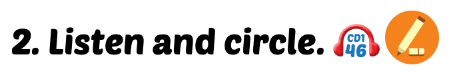 2. Listen and circle. CD1 46